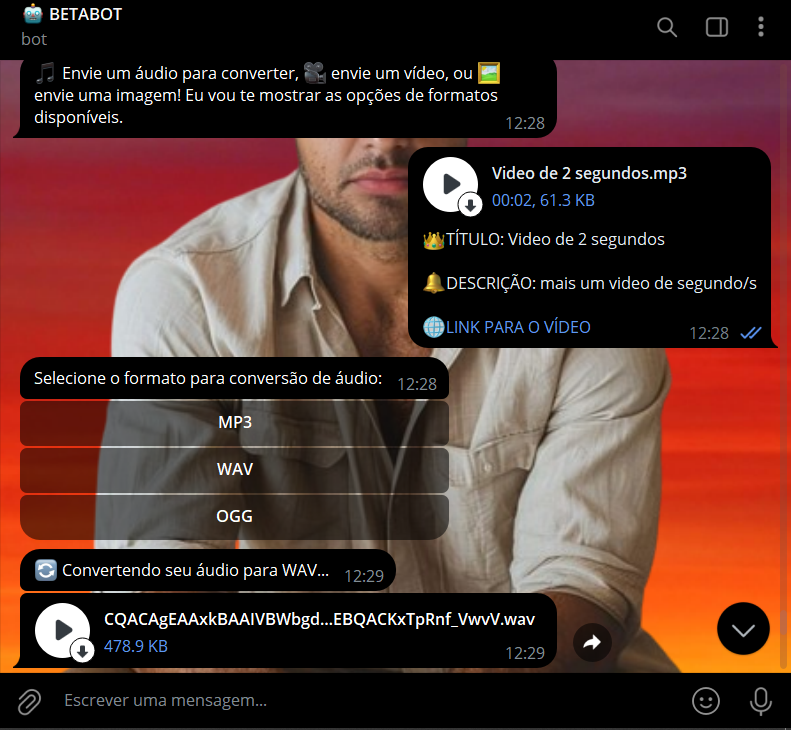 🤖 BETABOT
bot
🎵 Envie um áudio para converter, 🎥 envie um vídeo, ou 🖼️
envie uma imagem! Eu vou te mostrar as opções de formatos
disponíveis.
12:28
Video de 2 segundos.mp3
00:02, 61.3 KB
👑TÍTULO: Video de 2 segundos
🔔DESCRIÇÃO: mais um video de segundo/s
🌐LINK PARA O VÍDEO
12:28
Selecione o formato para conversão de áudio:
12:28
MP3
WAV
OGG
🔄 Convertendo seu áudio para WAV...
12:29
CQACAgEAAxkBAAIVBWbgd...EBQACKxTpRnf_VwvV.wav
478.9 KB
12:29
Escrever uma mensagem...